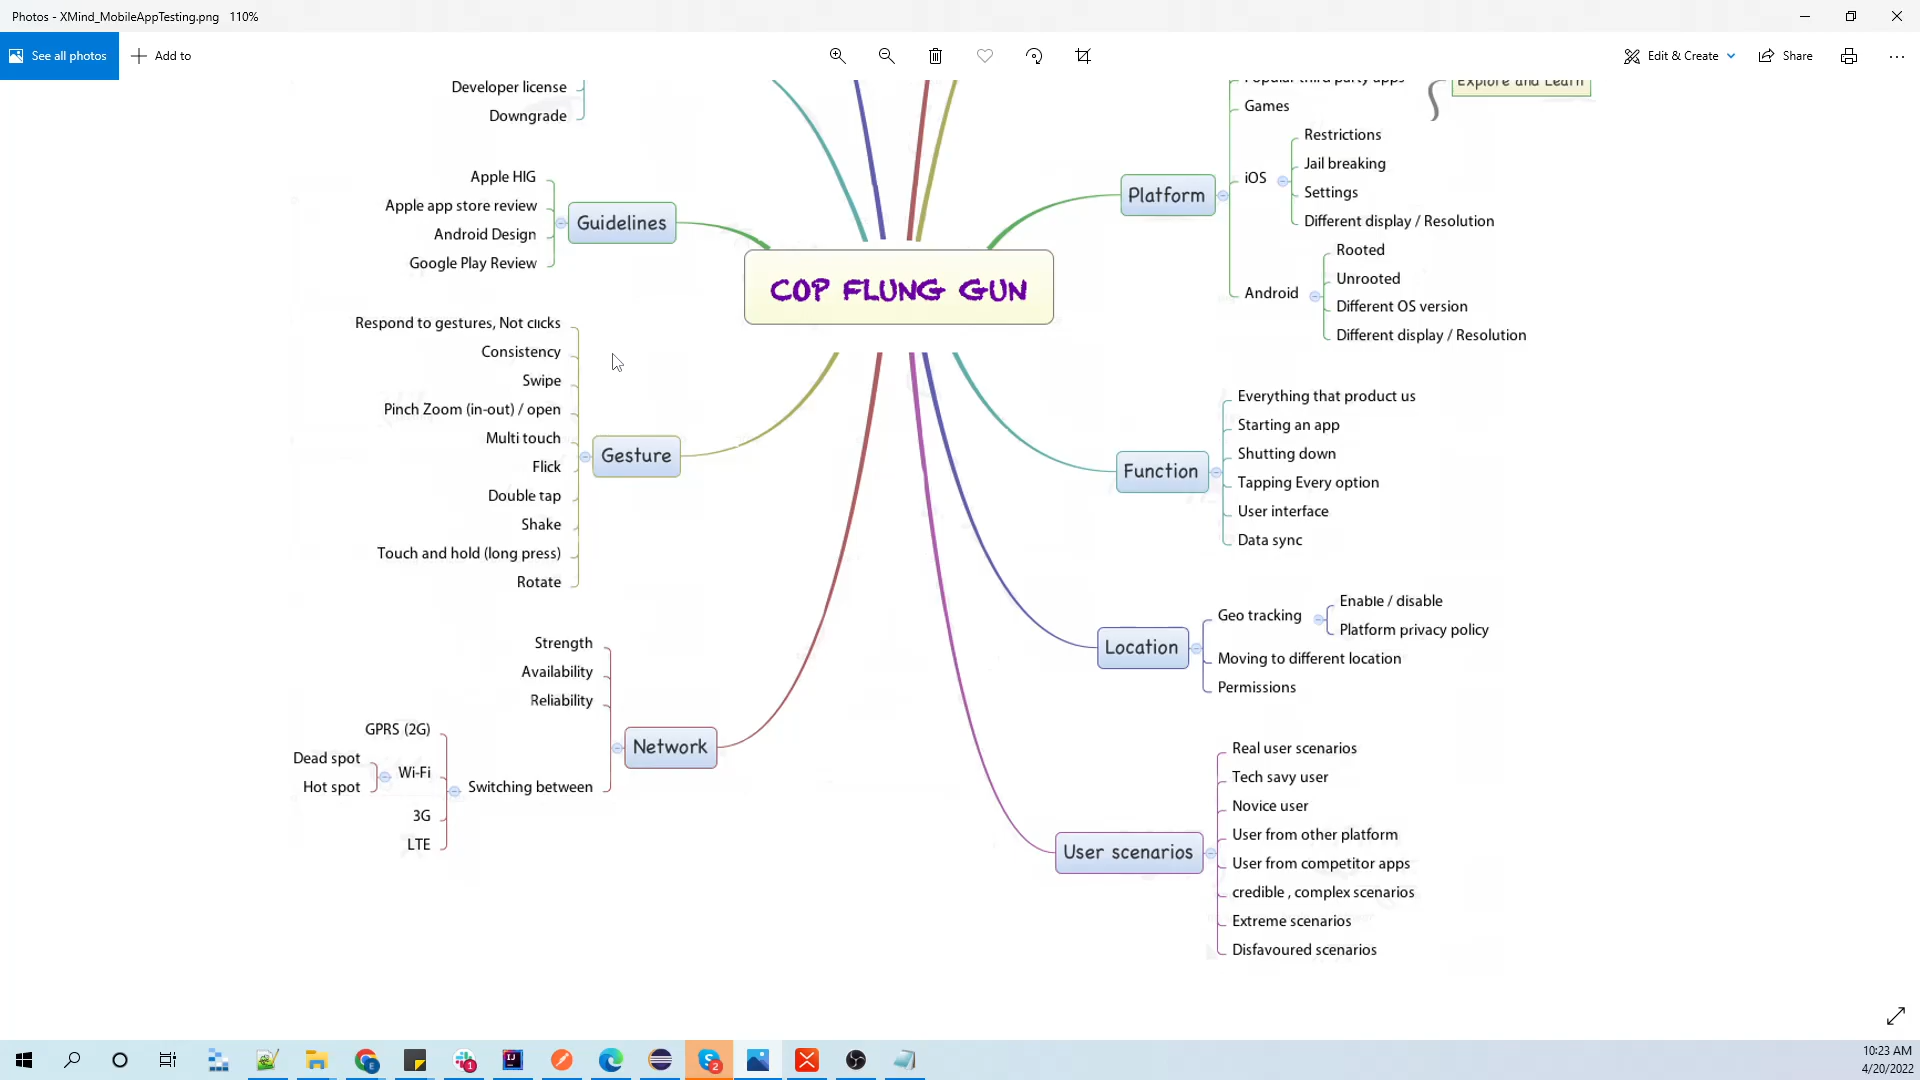 Photos - XMind_MobileAppTesting.png 110%
See all photos
Add to
Edit & Create
Share
Developer license
Downgrade
Apple HIG
Apple app store review
Android Design
Google Play Review
Guidelines
Respond to gestures, Not clicks
Consistency
Swipe
Pinch Zoom (in-out) / open
Multi touch
Flick
Double tap
Shake
Touch and hold (long press)
Rotate
Gesture
Strength
Availability
Reliability
Switching between
Network
GPRS (2G)
Wi-Fi
Dead spot
Hot spot
3G
LTE
COP FLUNG GUN
Popular third party apps
Explore and Learn
Games
Platform
iOS
Restrictions
Jail breaking
Settings
Different display / Resolution
Android
Rooted
Unrooted
Different OS version
Different display / Resolution
Function
Everything that product us
Starting an app
Shutting down
Tapping Every option
User interface
Data sync
Location
Geo tracking
Enable / disable
Platform privacy policy
Moving to different location
Permissions
User scenarios
Real user scenarios
Tech savy user
Novice user
User from other platform
User from competitor apps
credible , complex scenarios
Extreme scenarios
Disfavoured scenarios
10:23 AM
4/20/2022